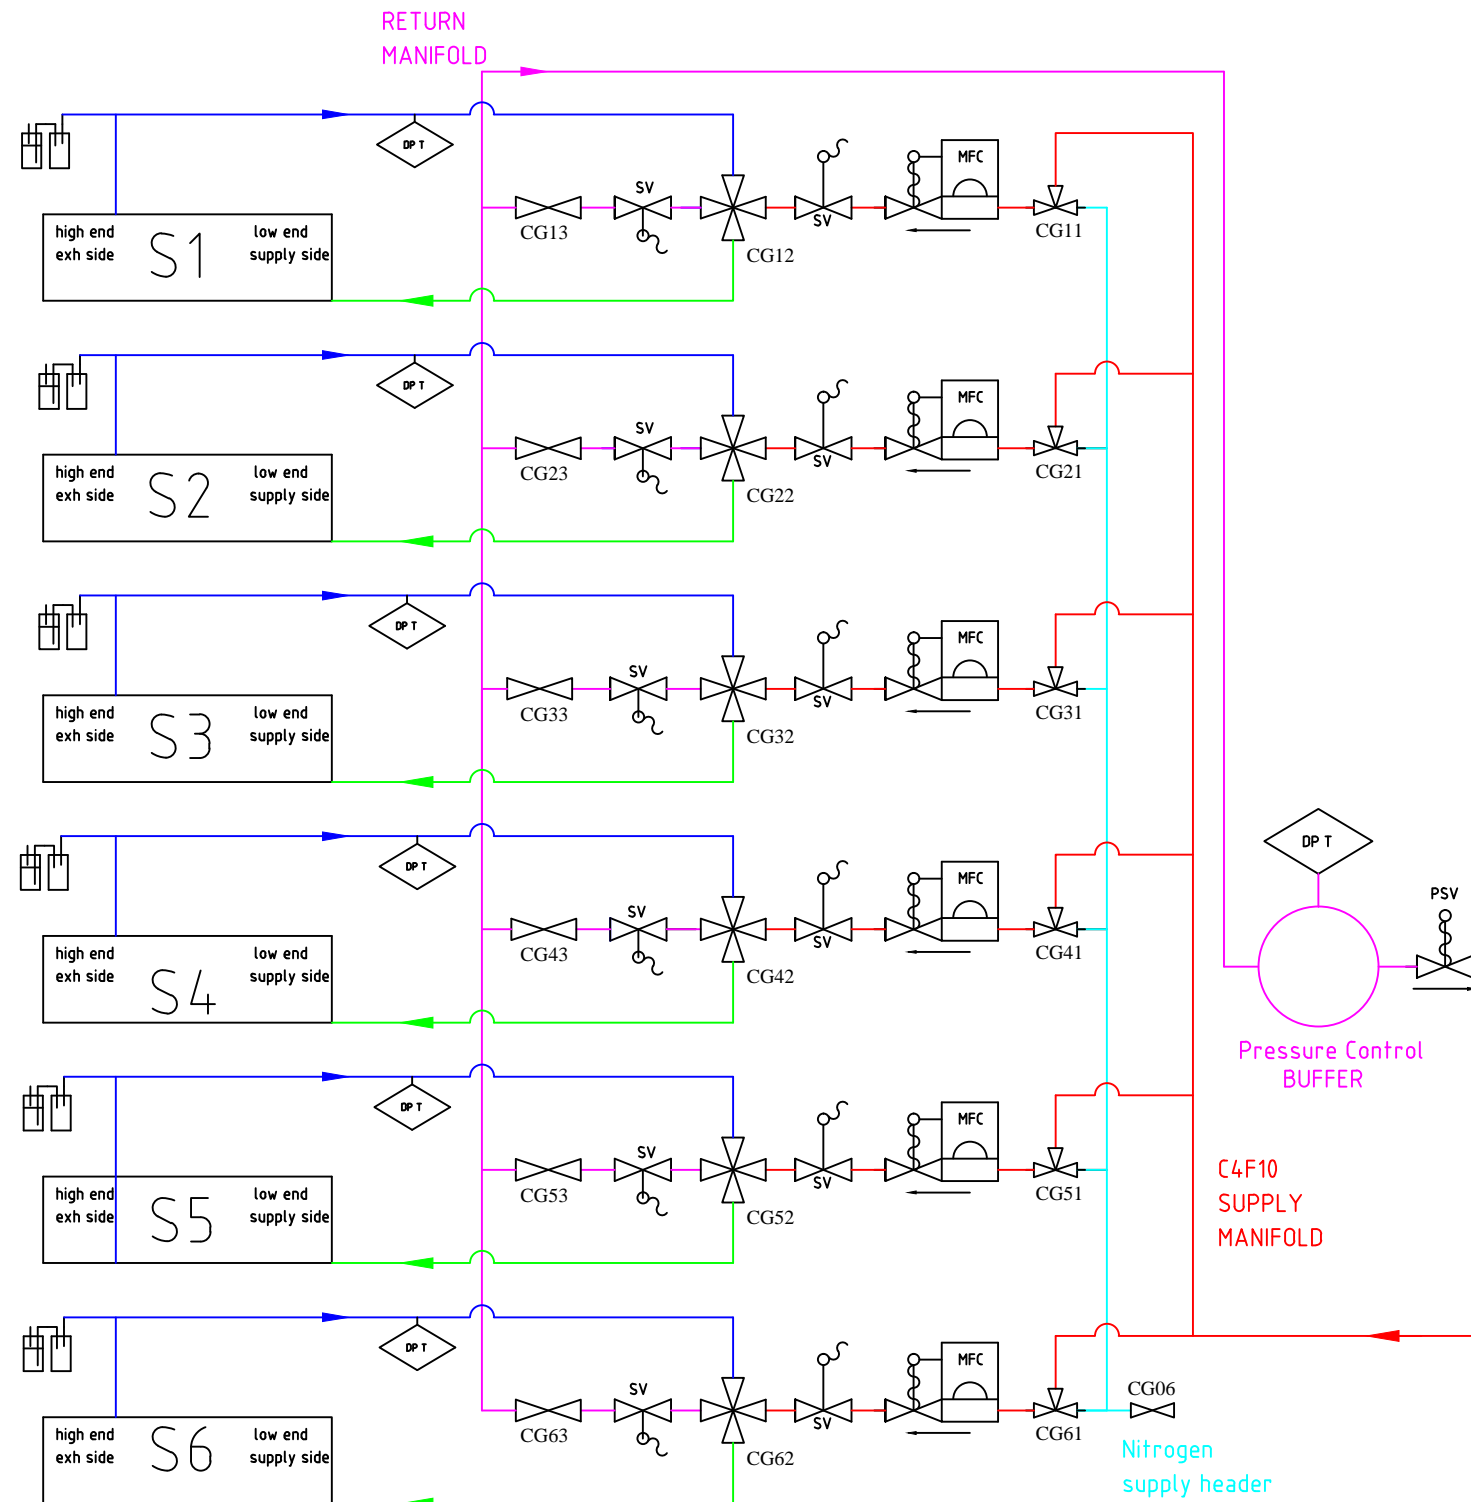 RETURN
MANIFOLD
DP T
MFC
SV
high end
exh side
S1
low end
supply side
CG13
SV
CG12
CG11
DP T
MFC
SV
high end
exh side
S2
low end
supply side
CG23
SV
CG22
CG21
DP T
MFC
SV
high end
exh side
S3
low end
supply side
CG33
SV
CG32
CG31
DP T
DP T
MFC
PSV
SV
high end
exh side
S4
low end
supply side
CG43
SV
CG42
CG41
Pressure Control
BUFFER
DP T
MFC
SV
high end
exh side
S5
low end
supply side
CG53
SV
CG52
CG51
C4F10
SUPPLY
MANIFOLD
DP T
MFC
SV
high end
exh side
S6
low end
supply side
CG63
SV
CG62
CG61
CG06
Nitrogen
supply header